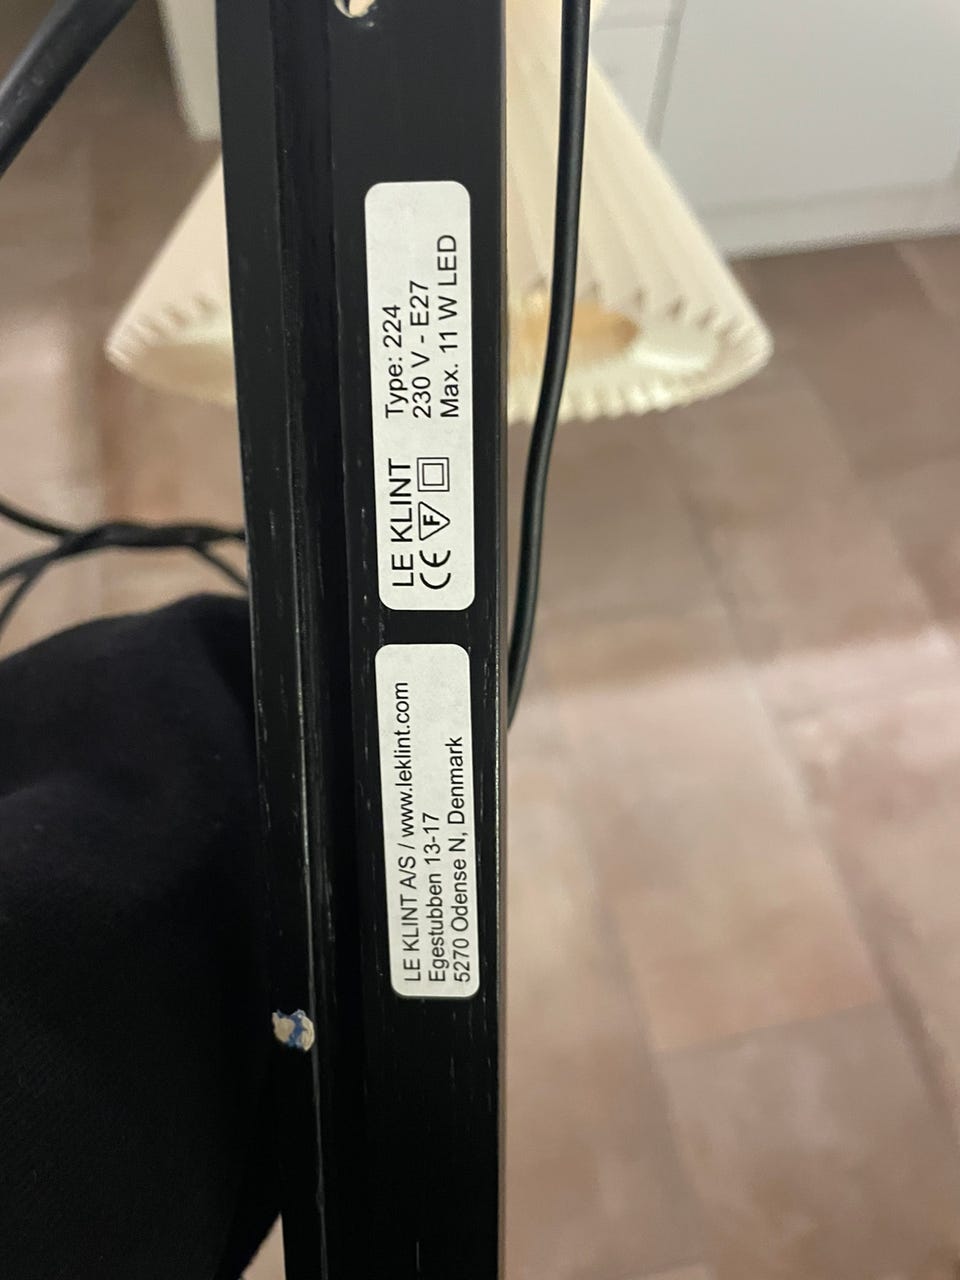 LE KLINT
CE F
Type: 224
230 V - E27
Max. 11 W LED
LE KLINT A/S / www.leklint.com
Egestubben 13-17
5270 Odense N, Denmark